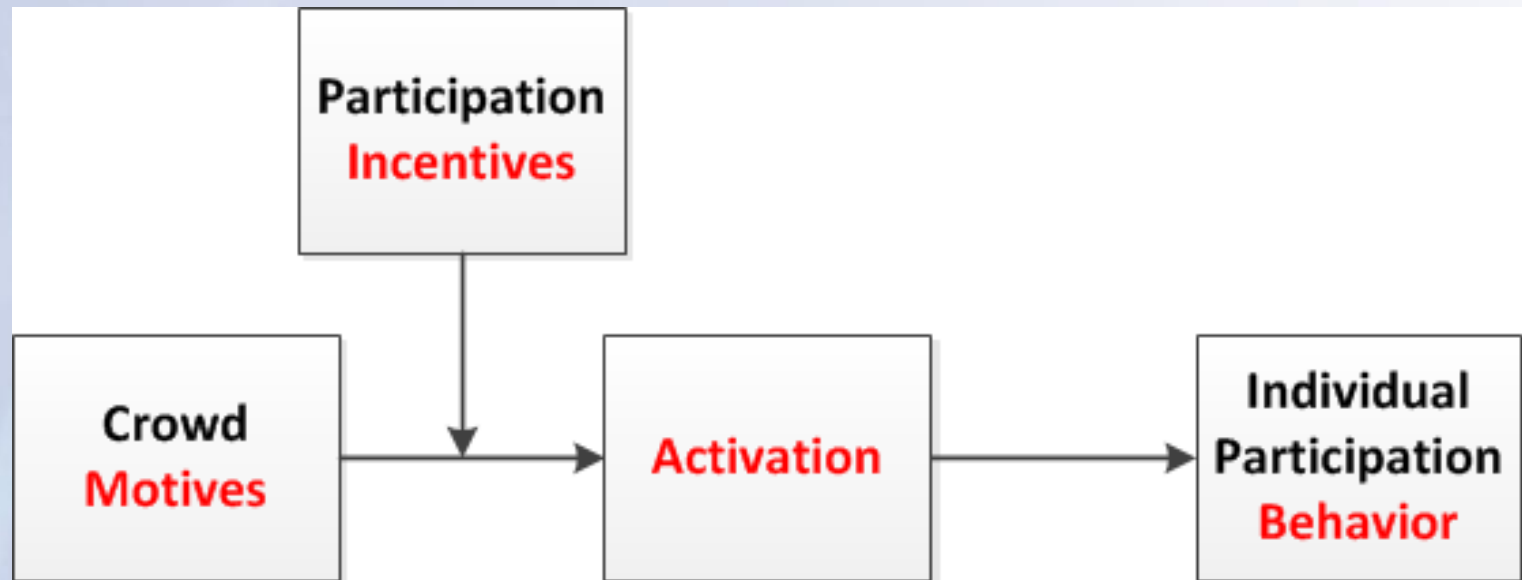 Participation
Incentives
Crowd
Motives
Activation
Individual
Participation
Behavior